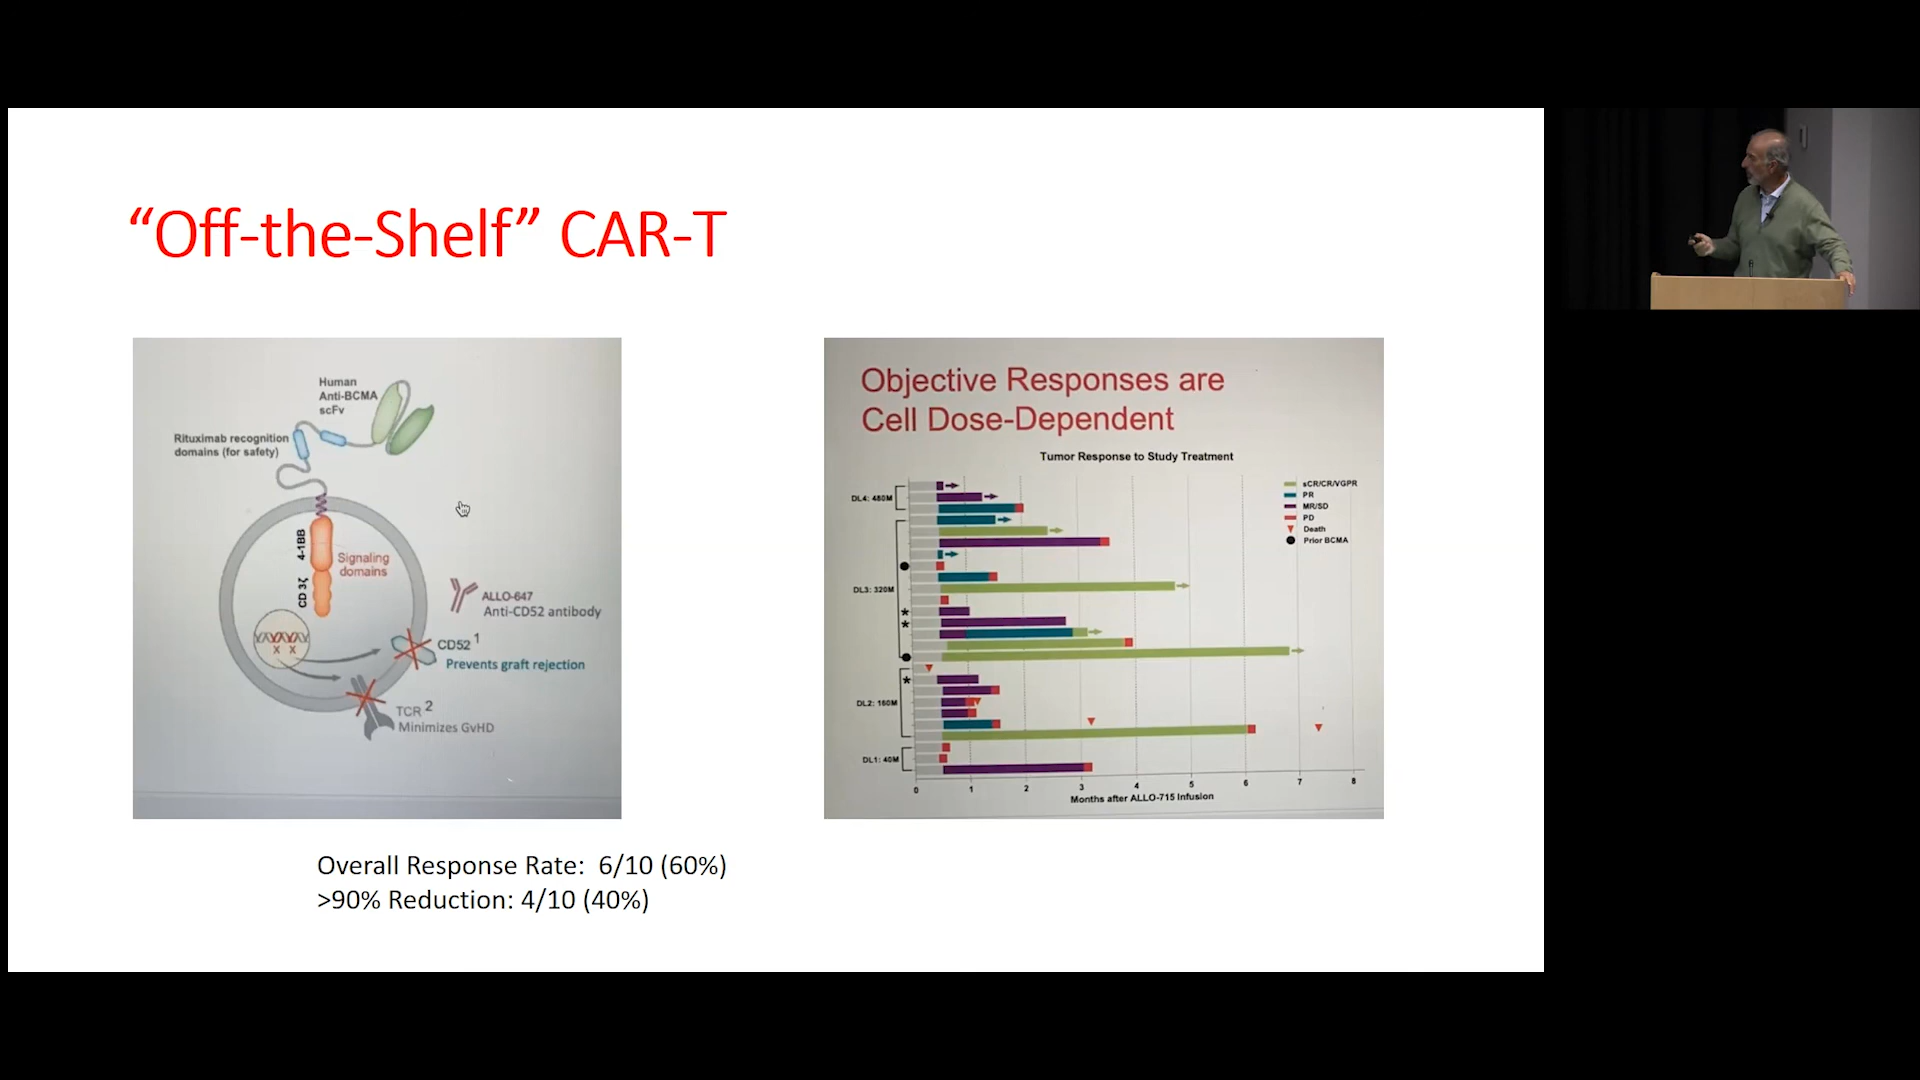 “Off-the-Shelf” CAR-T
Human
Anti-BCMA
scFv
Rituximab recognition
domains (for safety)
4-1BB
CD 3ζ
Signaling
domains
ALLO-647
Anti-CD52 antibody
X X
CD52 1
Prevents graft rejection
TCR 2
Minimizes GvHD
Objective Responses are
Cell Dose-Dependent
Tumor Response to Study Treatment
DL4: 480M
DL3: 320M
*
*
*
DL2: 160M
DL1: 40M
sCR/CR/VGPR
PR
MR/SD
PD
Death
Prior BCMA
0 1 2 3 4 5 6 7 8
Months after ALLO-715 Infusion
Overall Response Rate: 6/10 (60%)
>90% Reduction: 4/10 (40%)